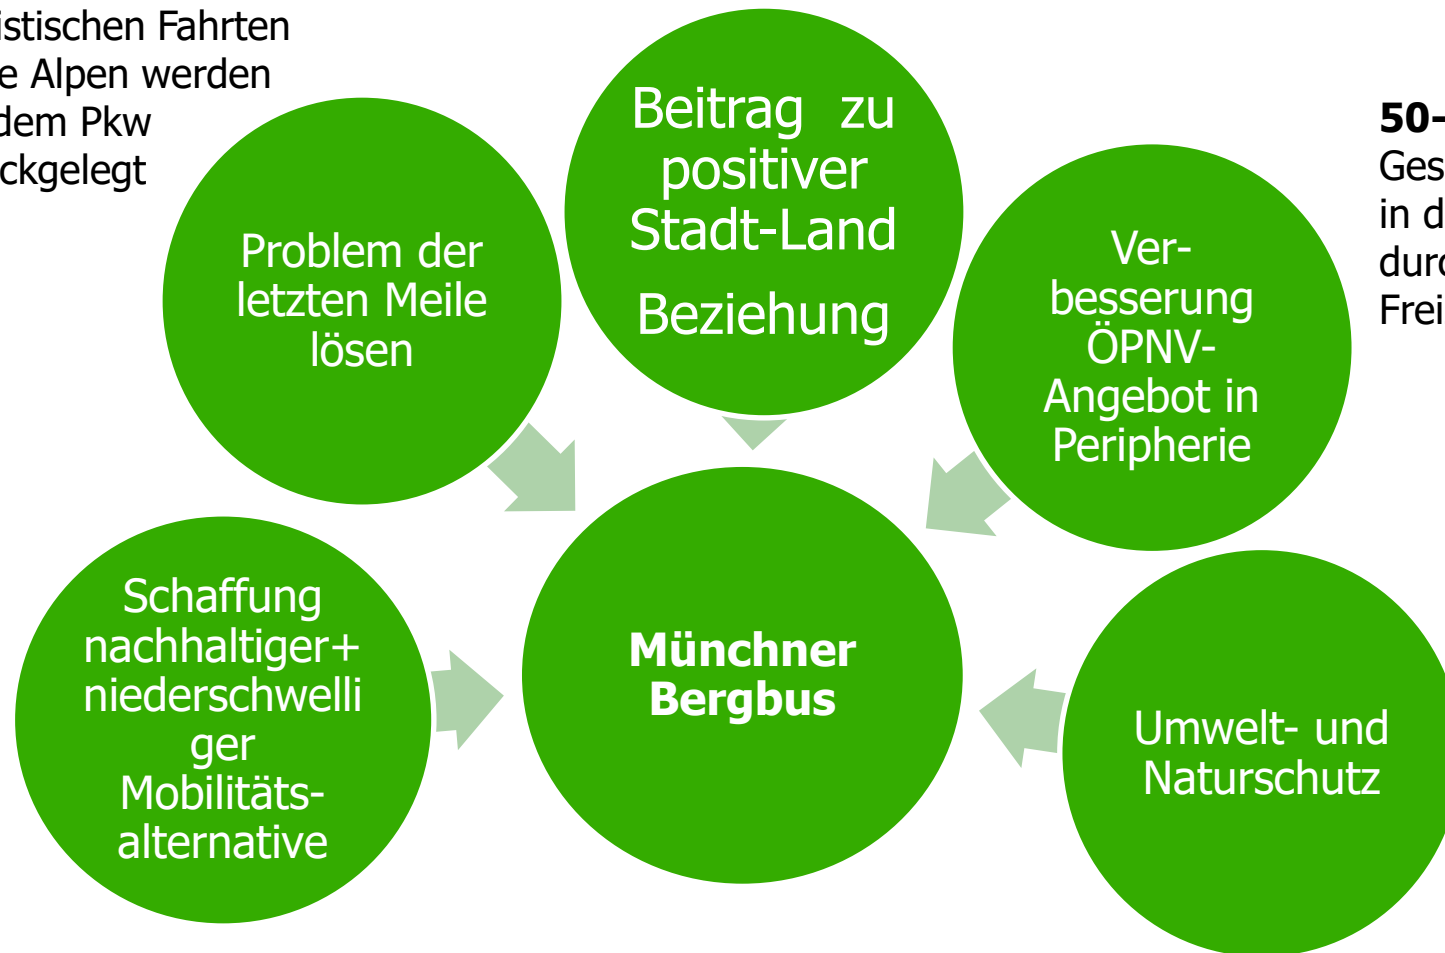 istischen Fahrten
e Alpen werden
dem Pkw
ckgelegt
Problem der
letzten Meile
lösen
Beitrag zu
positiver
Stadt-Land
Beziehung
Ver-
besserung
ÖPNV-
Angebot in
Peripherie
50-
Ges
in d
durc
Frei
Schaffung
nachhaltiger+
niederschwelli
ger
Mobilitäts-
alternative
Münchner
Bergbus
Umwelt- und
Naturschutz